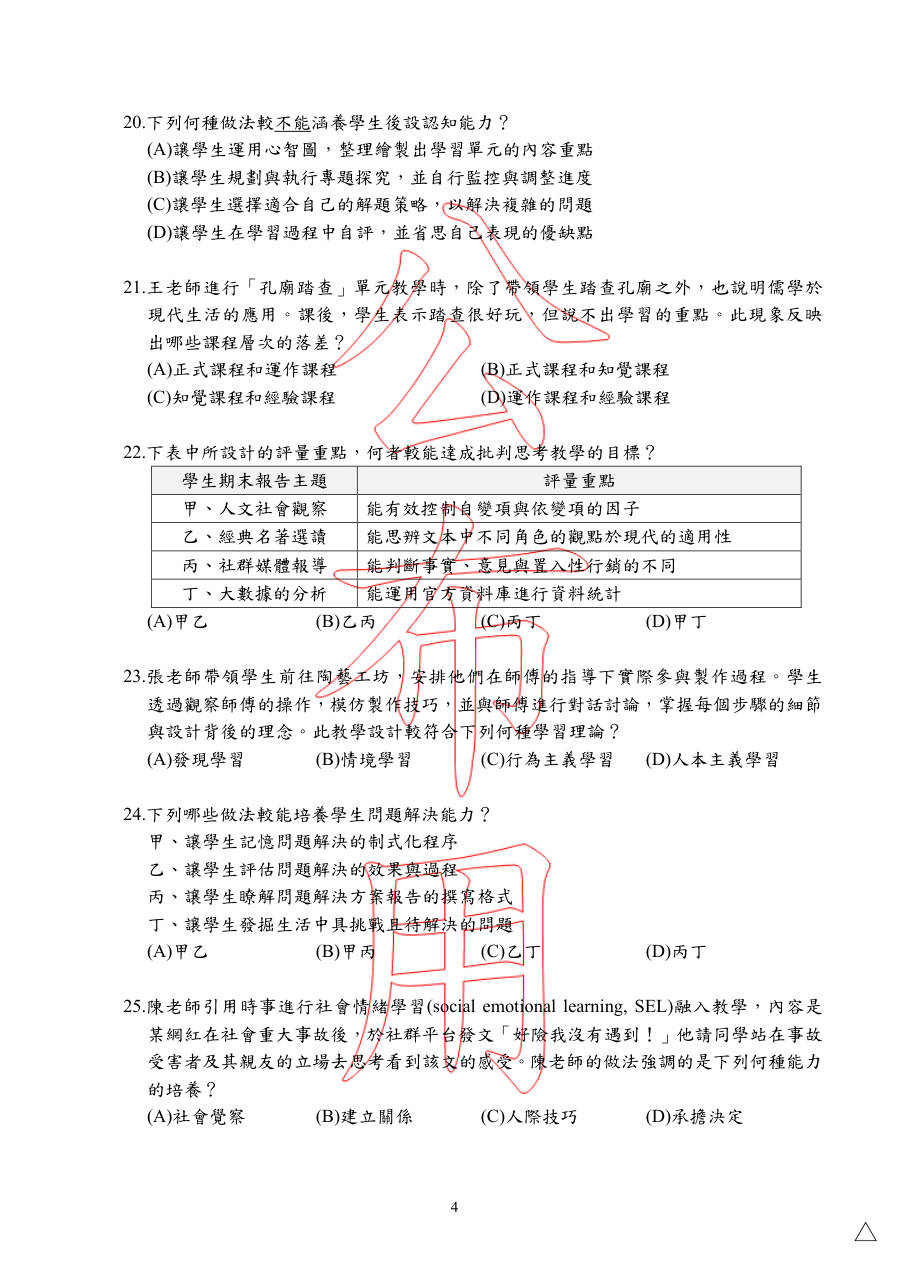 20.下列何種做法較不能涵養學生後設認知能力？
(A)讓學生運用心智圖，整理繪製出學習單元的內容重點
(B)讓學生規劃與執行專題探究，並自行監控與調整進度
(C)讓學生選擇適合自己的解題策略，以解決複雜的問題
(D)讓學生在學習過程中自評，並省思自己表現的優缺點
21.王老師進行「孔廟踏查」單元教學時，除了帶領學生踏查孔廟之外，也說明儒學於
現代生活的應用。課後，學生表示踏查很好玩，但說不出學習的重點。此現象反映
出哪些課程層次的落差？
(A)正式課程和運作課程 (B)正式課程和知覺課程
(C)知覺課程和經驗課程 (D)運作課程和經驗課程
22.下表中所設計的評量重點，何者較能達成批判思考教學的目標？
學生期末報告主題 評量重點
甲、人文社會觀察 能有效控制自變項與依變項的因子
乙、經典名著選讀 能思辨文本中不同角色的觀點於現代的適用性
丙、社群媒體報導 能判斷事實、意見與置入性行銷的不同
丁、大數據的分析 能運用官方資料庫進行資料統計
(A)甲乙 (B)乙丙 (C)丙丁 (D)甲丁
23.張老師帶領學生前往陶藝工坊，安排他們在師傅的指導下實際參與製作過程。學生
透過觀察師傅的操作，模仿製作技巧，並與師傅進行對話討論，掌握每個步驟的細節
與設計背後的理念。此教學設計較符合下列何種學習理論？
(A)發現學習 (B)情境學習 (C)行為主義學習 (D)人本主義學習
24.下列哪些做法較能培養學生問題解決能力？
甲、讓學生記憶問題解決的制式化程序
乙、讓學生評估問題解決的效果與過程
丙、讓學生瞭解問題解決方案報告的撰寫格式
丁、讓學生發掘生活中具挑戰且待解決的問題
(A)甲乙 (B)甲丙 (C)乙丁 (D)丙丁
25.陳老師引用時事進行社會情緒學習(social emotional learning, SEL)融入教學，內容是
某網紅在社會重大事故後，於社群平台發文「好險我沒有遇到！」他請同學站在事故
受害者及其親友的立場去思考看到該文的感受。陳老師的做法強調的是下列何種能力
的培養？
(A)社會覺察 (B)建立關係 (C)人際技巧 (D)承擔決定
公布用
4